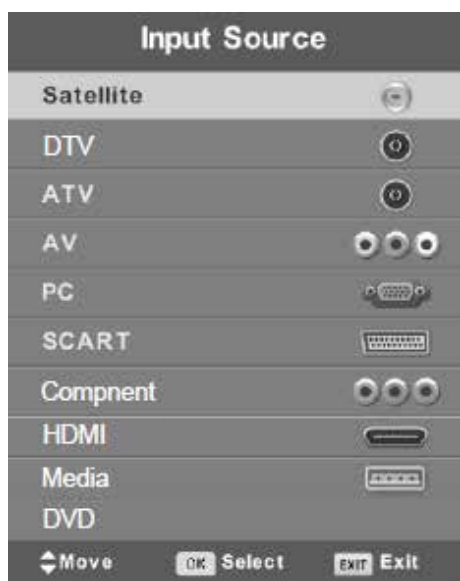 Input Source
Satellite
DTV
ATV
AV
PC
SCART
Compnent
HDMI
Media
DVD
Move OK Select EXIT Exit